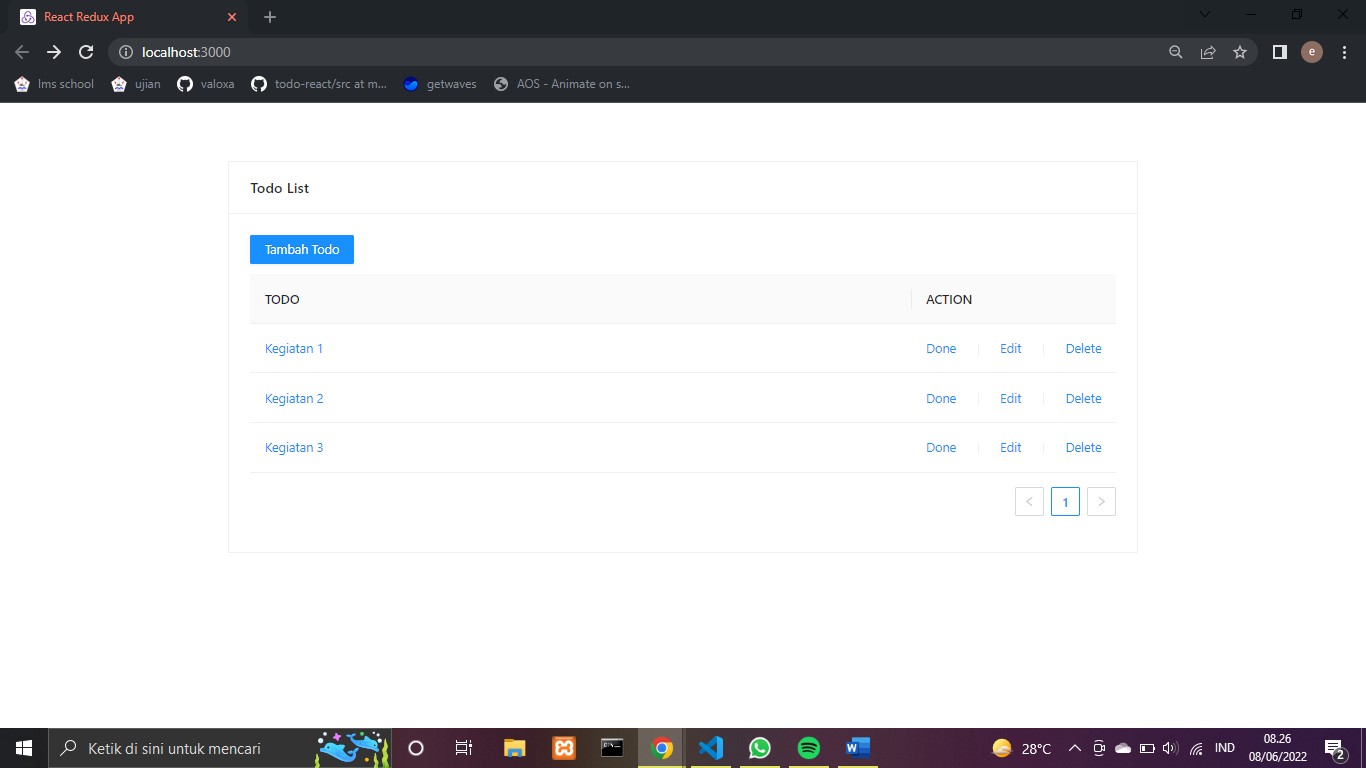 React Redux App
localhost:3000
e
lms school
ujian
valoxa
todo-react/src at m...
getwaves
AOS - Animate on s...
Todo List
Tambah Todo
TODO ACTION
Kegiatan 1 Done Edit Delete
Kegiatan 2 Done Edit Delete
Kegiatan 3 Done Edit Delete
< 1 >
Ketik di sini untuk mencari
28°C
IND
08.26
08/06/2022
2